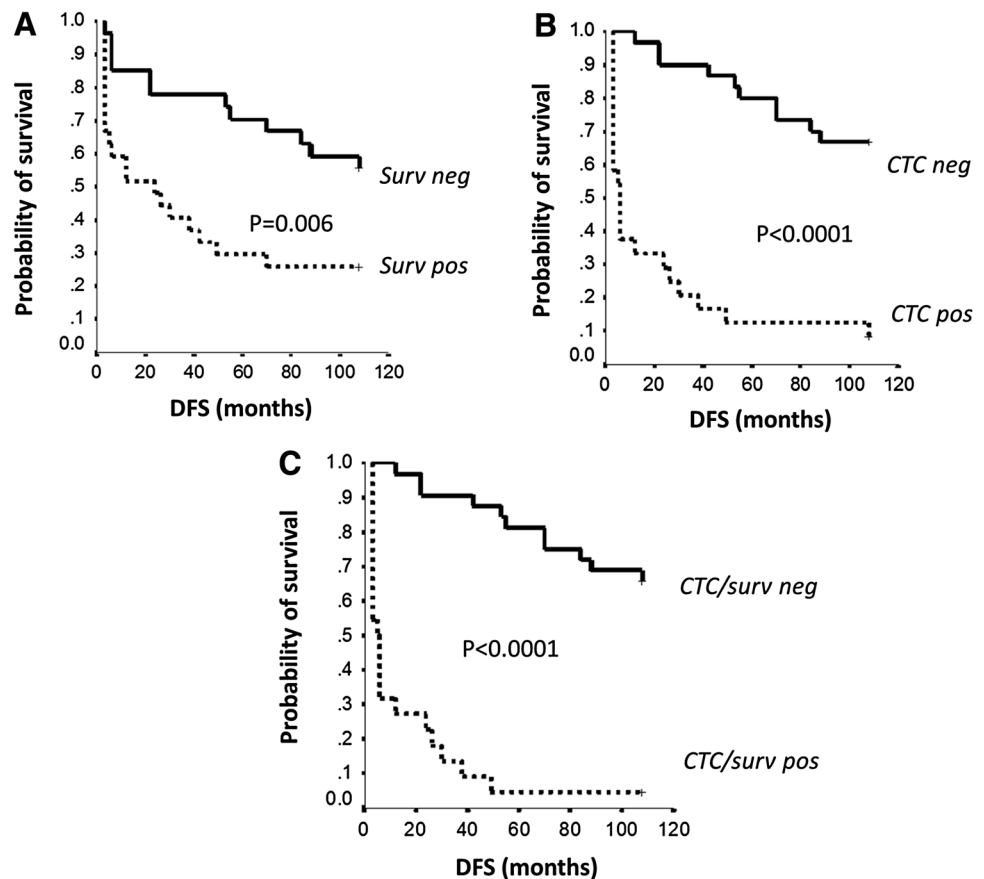 A
Probability of survival
1.0
.9
.8
.7
.6
.5
.4
.3
.2
.1
0.0
Surv neg
P=0.006
Surv pos
0 20 40 60 80 100 120
DFS (months)
B
Probability of survival
1.0
.9
.8
.7
.6
.5
.4
.3
.2
.1
0.0
CTC neg
P<0.0001
CTC pos
0 20 40 60 80 100 120
DFS (months)
C
Probability of survival
1.0
.9
.8
.7
.6
.5
.4
.3
.2
.1
0.0
CTC/surv neg
P<0.0001
CTC/surv pos
0 20 40 60 80 100 120
DFS (months)